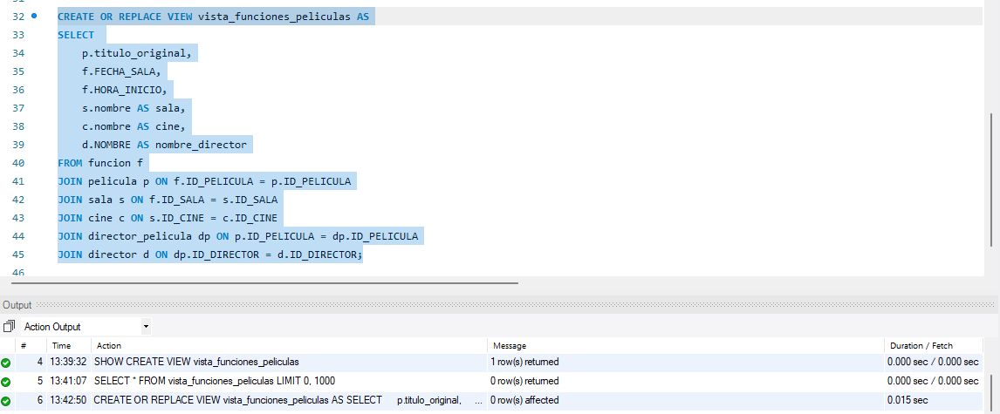 32 CREATE OR REPLACE VIEW vista_funciones_peliculas AS
33 SELECT
34 p.titulo_original,
35 f.FECHA_SALA,
36 f.HORA_INICIO,
37 s.nombre AS sala,
38 c.nombre AS cine,
39 d.NOMBRE AS nombre_director
40 FROM funcion f
41 JOIN pelicula p ON f.ID_PELICULA = p.ID_PELICULA
42 JOIN sala s ON f.ID_SALA = s.ID_SALA
43 JOIN cine c ON s.ID_CINE = c.ID_CINE
44 JOIN director_pelicula dp ON p.ID_PELICULA = dp.ID_PELICULA
45 JOIN director d ON dp.ID_DIRECTOR = d.ID_DIRECTOR;
46
Output
Action Output
# Time Action Message Duration / Fetch
4 13:39:32 SHOW CREATE VIEW vista_funciones_peliculas 1 row(s) returned 0.000 sec / 0.000 sec
5 13:41:07 SELECT * FROM vista_funciones_peliculas LIMIT 0, 1000 0 row(s) returned 0.000 sec / 0.000 sec
6 13:42:50 CREATE OR REPLACE VIEW vista_funciones_peliculas AS SELECT p.titulo_original, ... 0 row(s) affected 0.015 sec